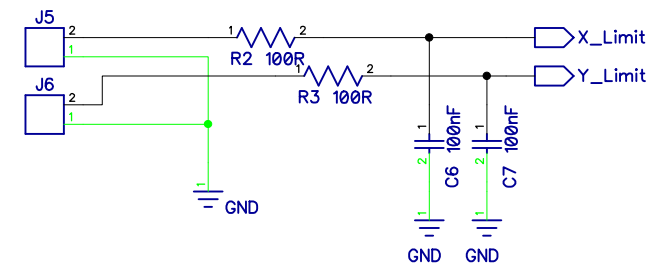 J5
2
1
1
2
R2 100R
X_Limit
J6
2
1
1
2
R3 100R
Y_Limit
1
100nF
2
C6
1
100nF
2
C7
1
GND
1
GND
1
GND